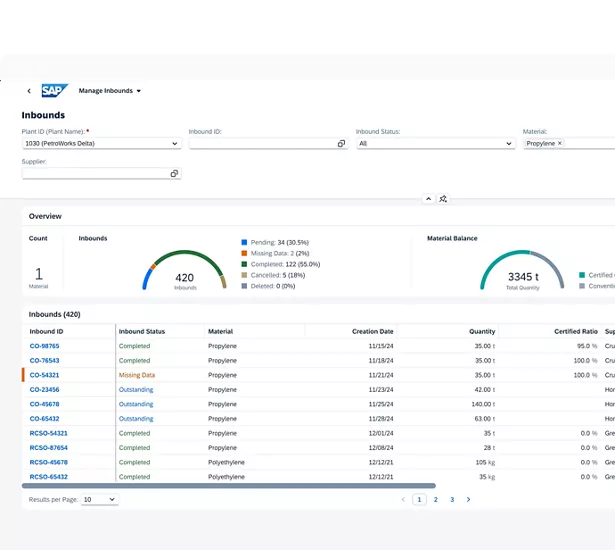 SAP Manage Inbounds
Inbounds
Plant ID (Plant Name):* Inbound ID: Inbound Status: Material:
1030 (PetroWorks Delta) All Propylene ×
Supplier:
Overview
Count Inbounds Material Balance
Pending: 34 (30.5%)
Missing Data: 2 (2%)
Completed: 122 (55.0%)
Cancelled: 5 (18%)
Deleted: 0 (0%)
1
Material
420
Inbounds
3345 t
Total Quantity
Certified
Conventi
Inbounds (420)
Inbound ID Inbound Status Material Creation Date Quantity Certified Ratio Sup
CO-98765 Completed Propylene 11/15/24 35.00 t 95.0 % Cru
CO-76543 Completed Propylene 11/18/24 35.00 t 100.0 % Cru
CO-54321 Missing Data Propylene 11/21/24 35.00 t 100.0 % Cru
CO-23456 Outstanding Propylene 11/23/24 42.00 t Hor
CO-45678 Outstanding Propylene 11/25/24 140.00 t Hor
CO-65432 Outstanding Propylene 11/28/24 63.00 t Hor
RCSO-54321 Completed Propylene 12/01/24 35 t 0.0 % Gre
RCSO-87654 Completed Propylene 12/08/24 28 t 0.0 % Gre
RCSO-45678 Completed Polyethylene 12/12/21 105 kg 0.0 % Gre
RCSO-65432 Completed Polyethylene 12/12/21 35 kg 0.0 % Gre
Results per Page: 10 1 2 3